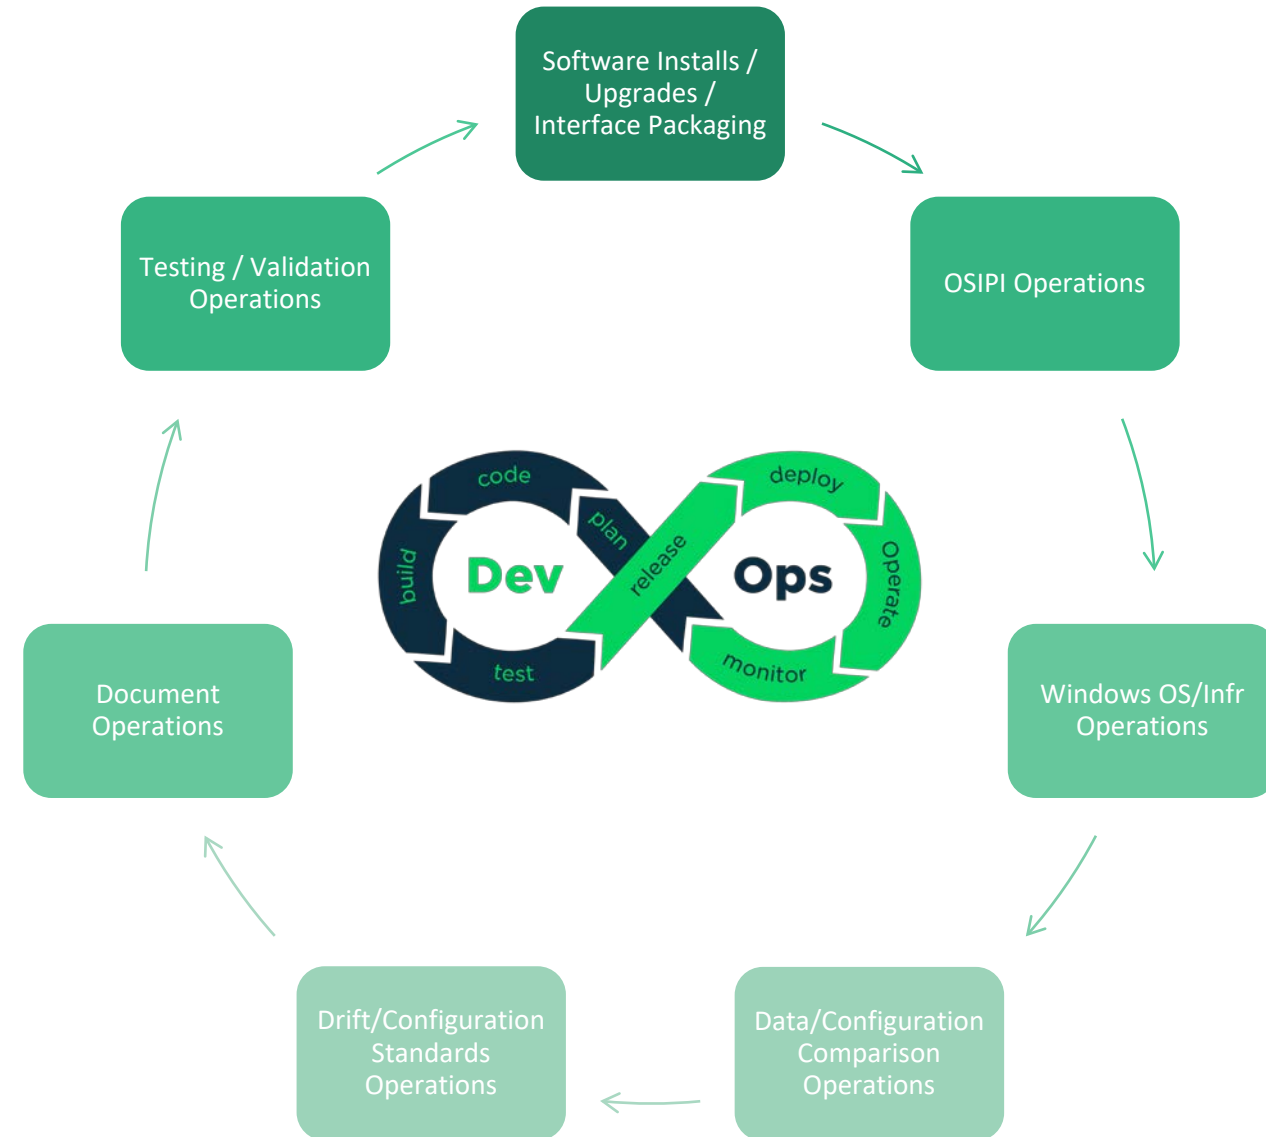 Software Installs /
Upgrades /
Interface Packaging
OSIPI Operations
Windows OS/Infr
Operations
Data/Configuration
Comparison
Operations
Drift/Configuration
Standards
Operations
Document
Operations
Testing / Validation
Operations
code
plan
build
test
Dev
release
Ops
deploy
Operate
monitor